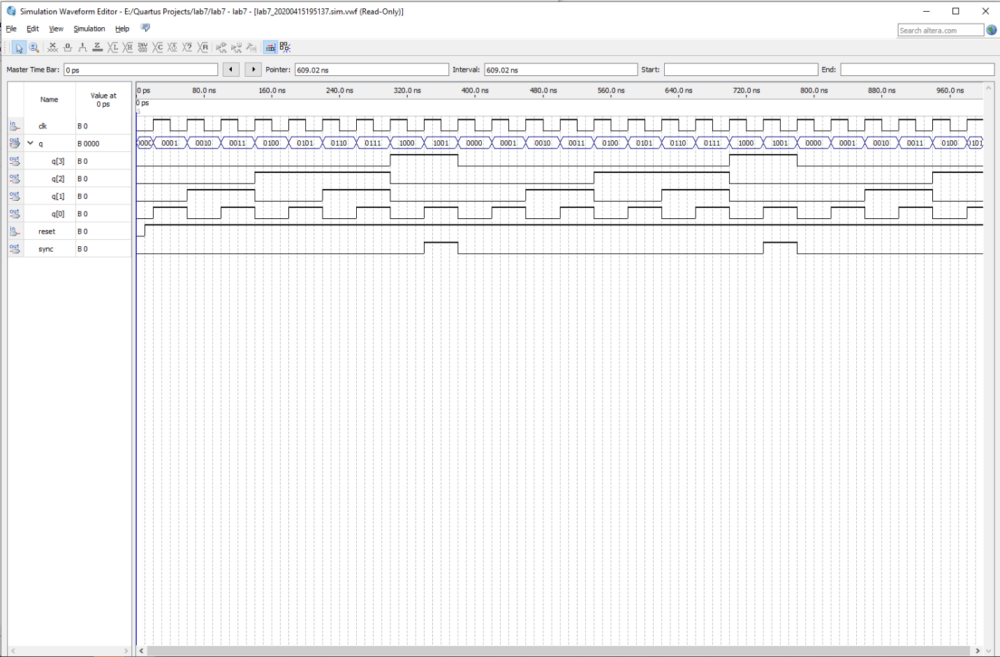 Simulation Waveform Editor - E:/Quartus Projects/lab7/lab7 - lab7 - [lab7_20200415195137.sim.vwf (Read-Only)]
File Edit View Simulation Help
Search altera.com
Master Time Bar: 0 ps Pointer: 609.02 ns Interval: 609.02 ns Start: End:
Name Value at 0 ps
0 ps 80.0 ns 160.0 ns 240.0 ns 320.0 ns 400.0 ns 480.0 ns 560.0 ns 640.0 ns 720.0 ns 800.0 ns 880.0 ns 960.0 ns
0 ps
in clk B 0
out q B 0000 0000 0001 0010 0011 0100 0101 0110 0111 1000 1001 0000 0001 0010 0011 0100 0101 0110 0111 1000 1001 0000 0001 0010 0011 0100 101
out q[3] B 0
out q[2] B 0
out q[1] B 0
out q[0] B 0
in reset B 0
out sync B 0